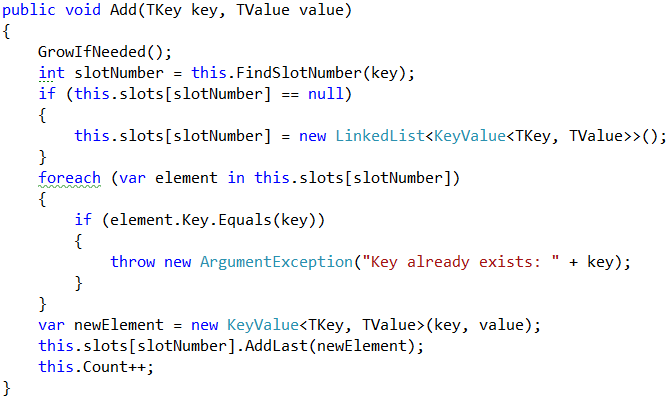 public void Add(TKey key, TValue value)
{
    GrowIfNeeded();
    int slotNumber = this.FindSlotNumber(key);
    if (this.slots[slotNumber] == null)
    {
        this.slots[slotNumber] = new LinkedList<KeyValue<TKey, TValue>>();
    }
    foreach (var element in this.slots[slotNumber])
    {
        if (element.Key.Equals(key))
        {
            throw new ArgumentException("Key already exists: " + key);
        }
    }
    var newElement = new KeyValue<TKey, TValue>(key, value);
    this.slots[slotNumber].AddLast(newElement);
    this.Count++;
}